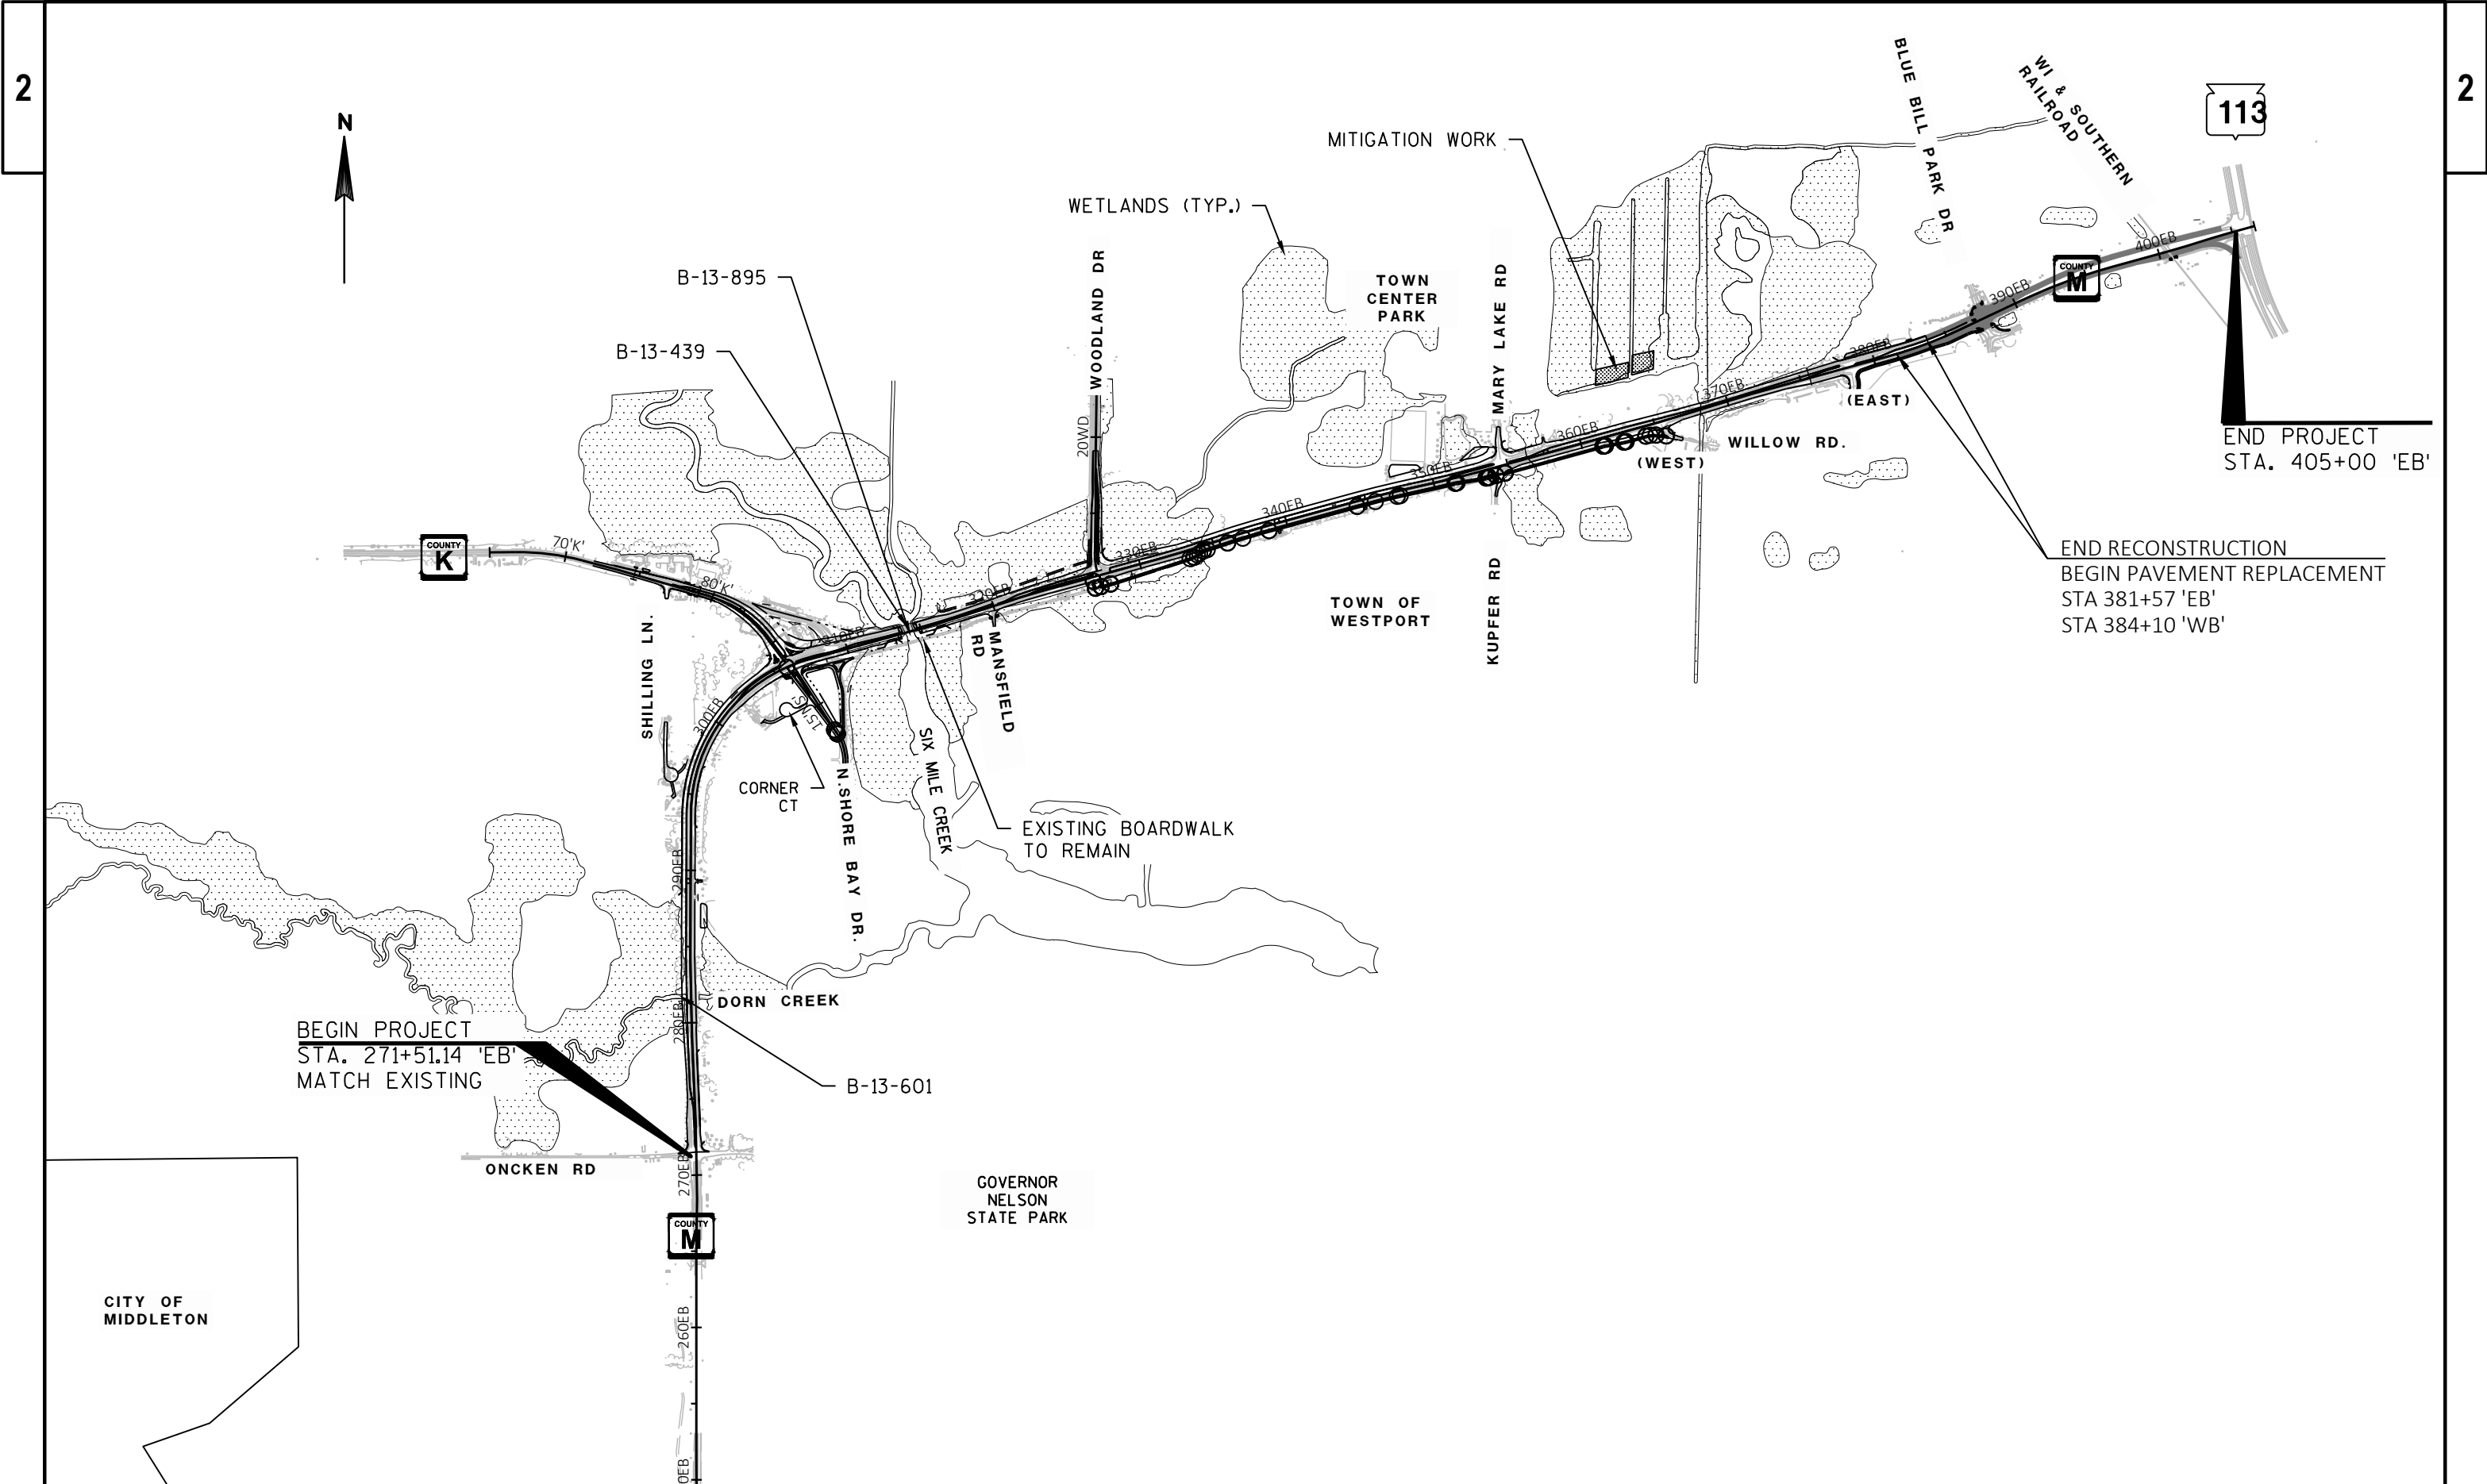 2
2
N
BLUE BILL PARK DR
WI & SOUTHERN
RAILROAD
113
MITIGATION WORK
WETLANDS (TYP.)
WOODLAND DR
MARY LAKE RD
TOWN
CENTER
PARK
B-13-895
B-13-439
COUNTY
M
400EB
390EB
380EB
370EB
360EB
350EB
340EB
330EB
320EB
310EB
300EB
290EB
280EB
270EB
260EB
20WD
(EAST)
WILLOW RD.
(WEST)
END PROJECT
STA. 405+00 'EB'
END RECONSTRUCTION
BEGIN PAVEMENT REPLACEMENT
STA 381+57 'EB'
STA 384+10 'WB'
COUNTY
K
70'K'
80'K'
SHILLING LN.
MANSFIELD
RD
TOWN OF
WESTPORT
KUPFER RD
15'NS'
CORNER
CT
N.SHORE BAY DR.
SIX MILE CREEK
EXISTING BOARDWALK
TO REMAIN
DORN CREEK
BEGIN PROJECT
STA. 271+51.14 'EB'
MATCH EXISTING
B-13-601
ONCKEN RD
GOVERNOR
NELSON
STATE PARK
COUNTY
M
CITY OF
MIDDLETON